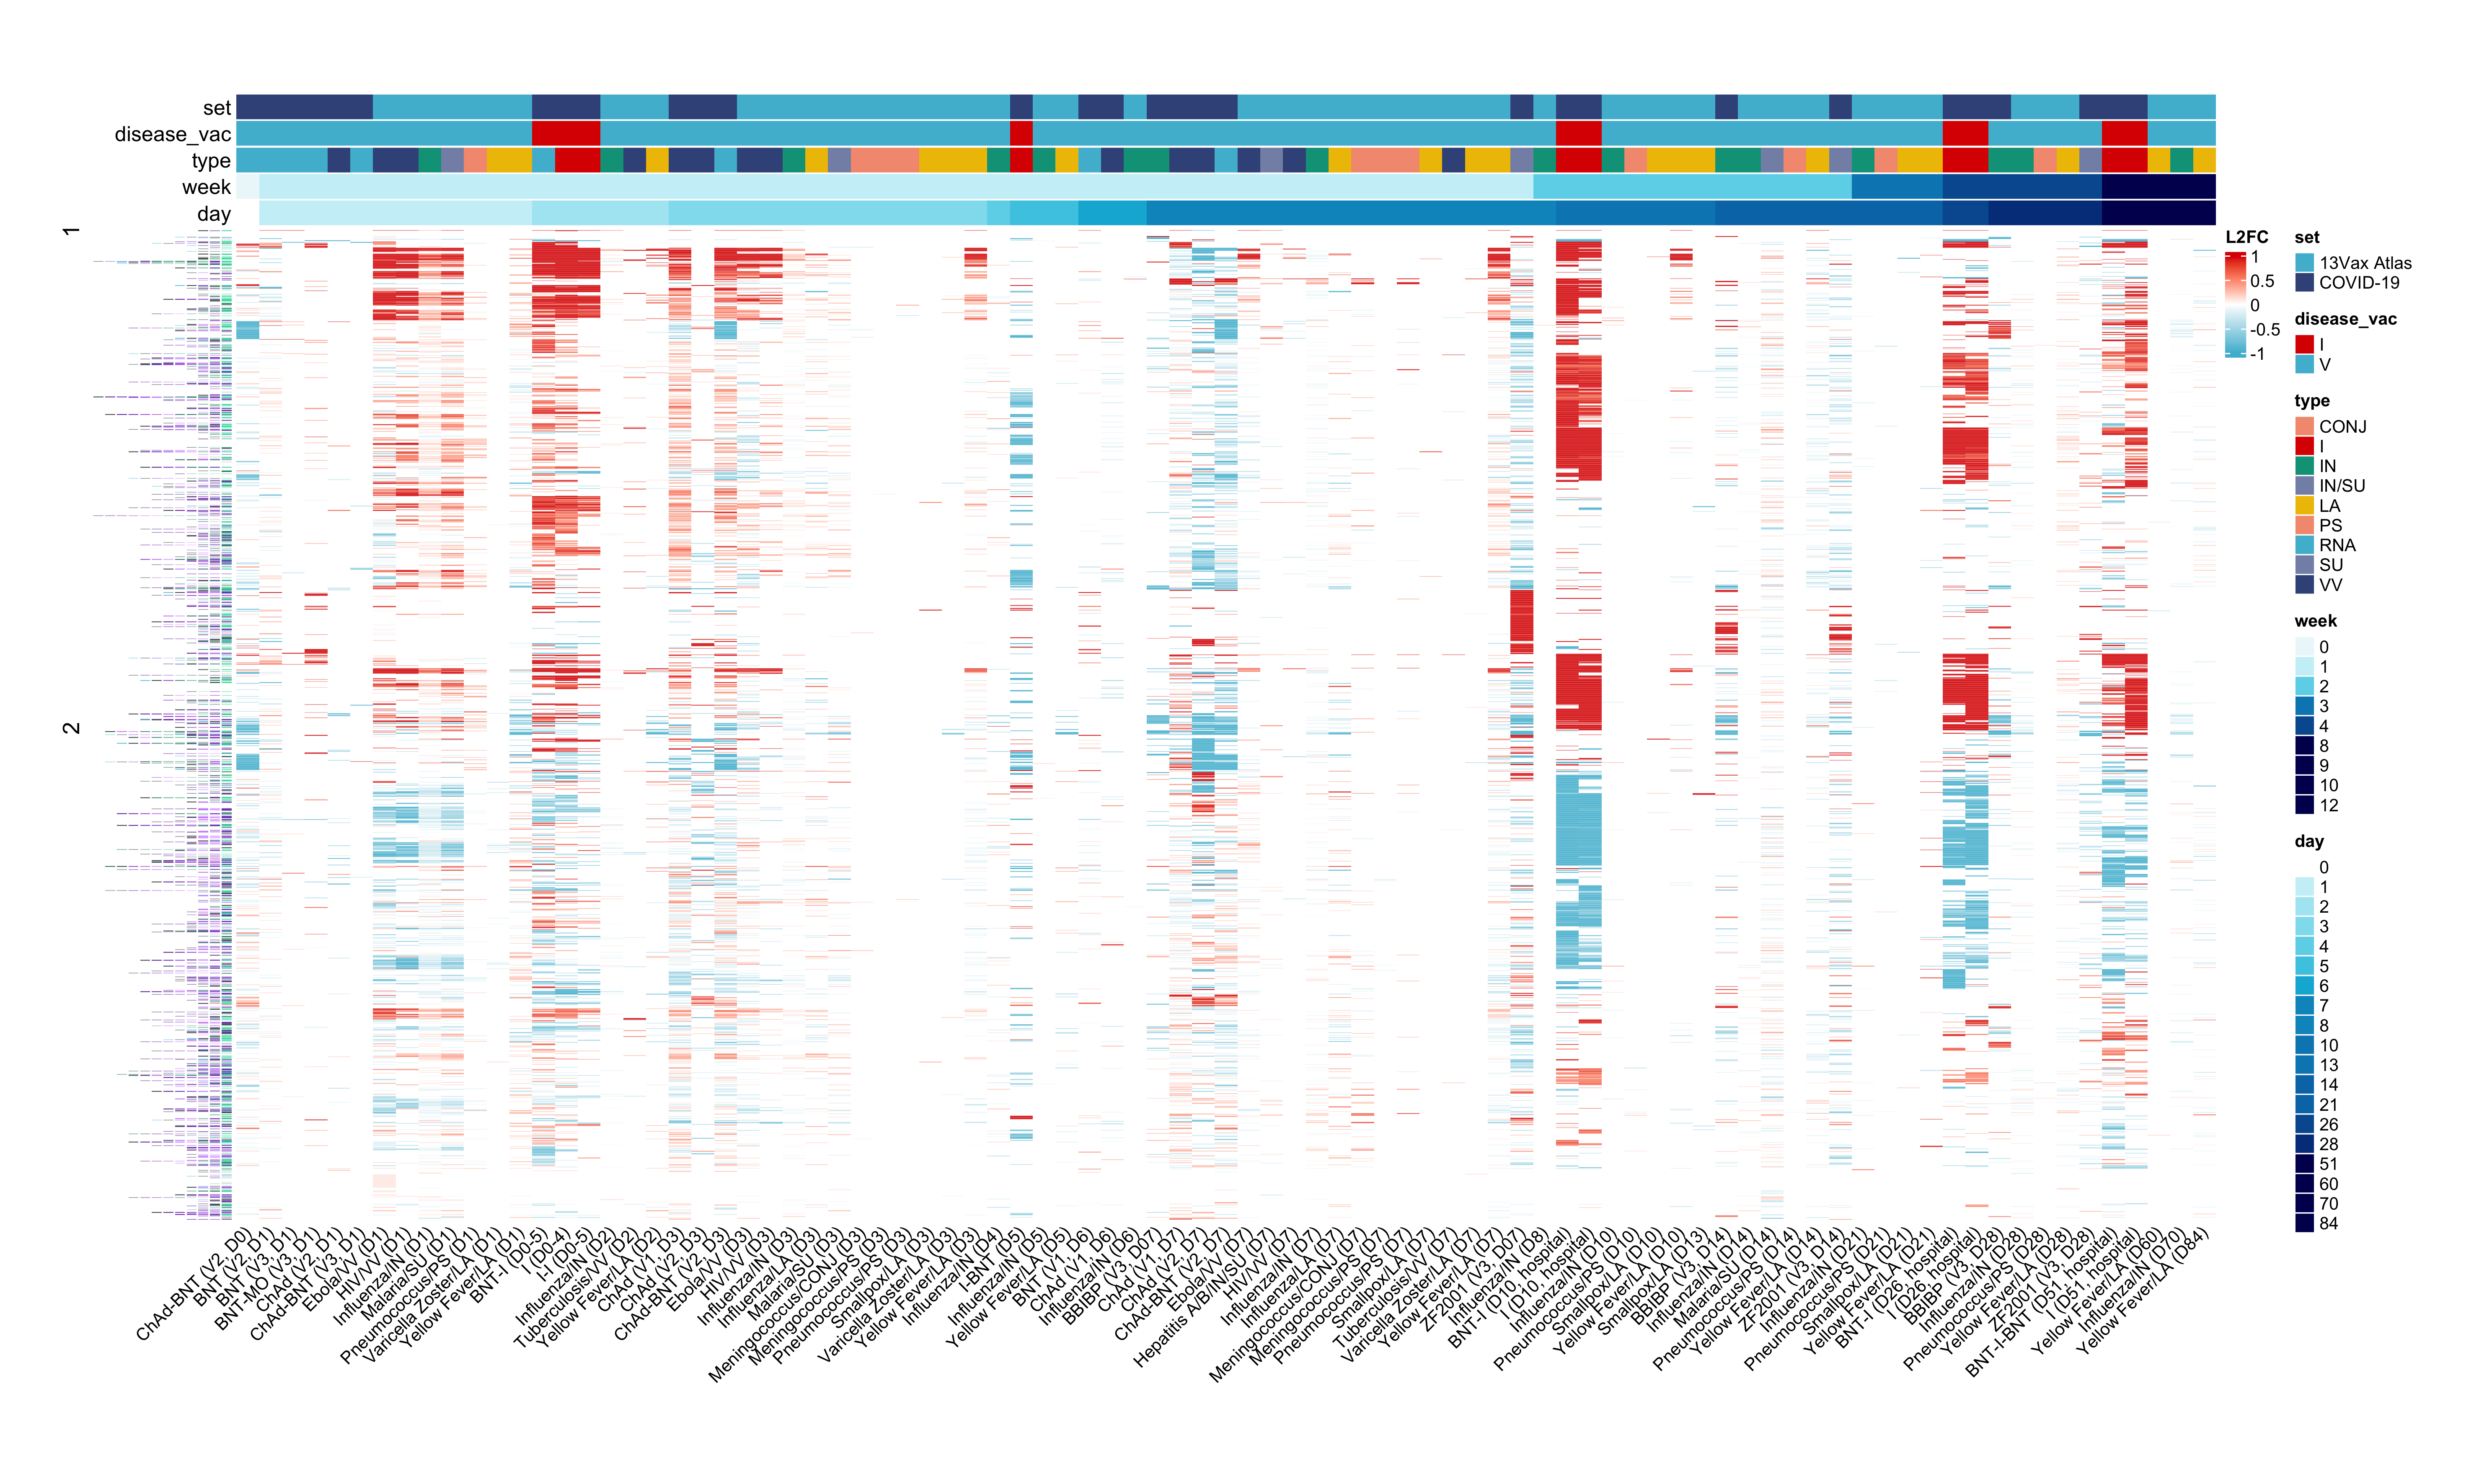 set
disease_vac
type
week
day
1
2
ChAd-BNT (V2, D0)
BNT (V2, D1)
BNT (V3, D1)
BNT-MO (V3, D1)
ChAd (V2, D1)
ChAd-BNT (V3, D1)
Ebola/VV (D1)
HIV/VV (D1)
Influenza/IN (D1)
Malaria/SU (D1)
Pneumococcus/PS (D1)
Varicella Zoster/LA (D1)
Yellow Fever/LA (D1)
BNT-I (D0-5)
I (D0-4)
I-I (D0-5)
Influenza/IN (D2)
Tuberculosis/VV (D2)
Yellow Fever/LA (D2)
ChAd (V1, D3
ChAd (V2, D3)
ChAd-BNT (V2, D3)
Ebola/VV (D3)
HIV/VV (D3)
Influenza/IN (D3)
Influenza/LA (D3)
Malaria/SU (D3)
Meningococcus/CONJ (D3)
Meningococcus/PS (D3)
Pneumococcus/PS (D3)
Smallpox/LA (D3)
Varicella Zoster/LA (D3)
Yellow Fever/LA (D3)
Influenza/IN (D4)
I-BNT (D5)
Influenza/IN (D5)
Yellow Fever/LA (D5)
BNT (V1, D6)
ChAd (V1, D6)
Influenza/IN (D6)
BBIBP (V3, D07)
ChAd (V1, D7)
ChAd (V2, D7)
ChAd-BNT (V2, D7)
Ebola/VV (D7)
Hepatitis A/B/IN/SU (D7)
HIV/VV (D7)
Influenza/IN (D7)
Influenza/LA (D7)
Meningococcus/CONJ (D7)
Meningococcus/PS (D7)
Pneumococcus/PS (D7)
Smallpox/LA (D7)
Tuberculosis/VV (D7)
Varicella Zoster/LA (D7)
Yellow Fever/LA (D7)
ZF2001 (V3, D07)
Influenza/IN (D8)
BNT-I (D10, hospital)
I (D10, hospital)
Influenza/IN (D10)
Pneumococcus/PS (D10)
Smallpox/LA (D10)
Yellow Fever/LA (D10)
Smallpox/LA (D13)
BBIBP (V3, D14)
Influenza/IN (D14)
Malaria/SU (D14)
Pneumococcus/PS (D14)
Yellow Fever/LA (D14)
ZF2001 (V3, D14)
Influenza/IN (D21)
Pneumococcus/PS (D21)
Smallpox/LA (D21)
Yellow Fever/LA (D21)
BNT-I (D26, hospital)
I (D26, hospital)
BBIBP (V3, D28)
Influenza/IN (D28)
Pneumococcus/PS (D28)
Yellow Fever/LA (D28)
ZF2001 (V3, D28)
BNT-I-BNT (D51, hospital)
I (D51, hospital)
Yellow Fever/LA (D60)
Influenza/IN (D70)
Yellow Fever/LA (D84)
L2FC
1
0.5
0
-0.5
-1
set
13Vax Atlas
COVID-19
disease_vac
I
V
type
CONJ
I
IN
IN/SU
LA
PS
RNA
SU
VV
week
0
1
2
3
4
8
9
10
12
day
0
1
2
3
4
5
6
7
8
10
13
14
21
26
28
51
60
70
84